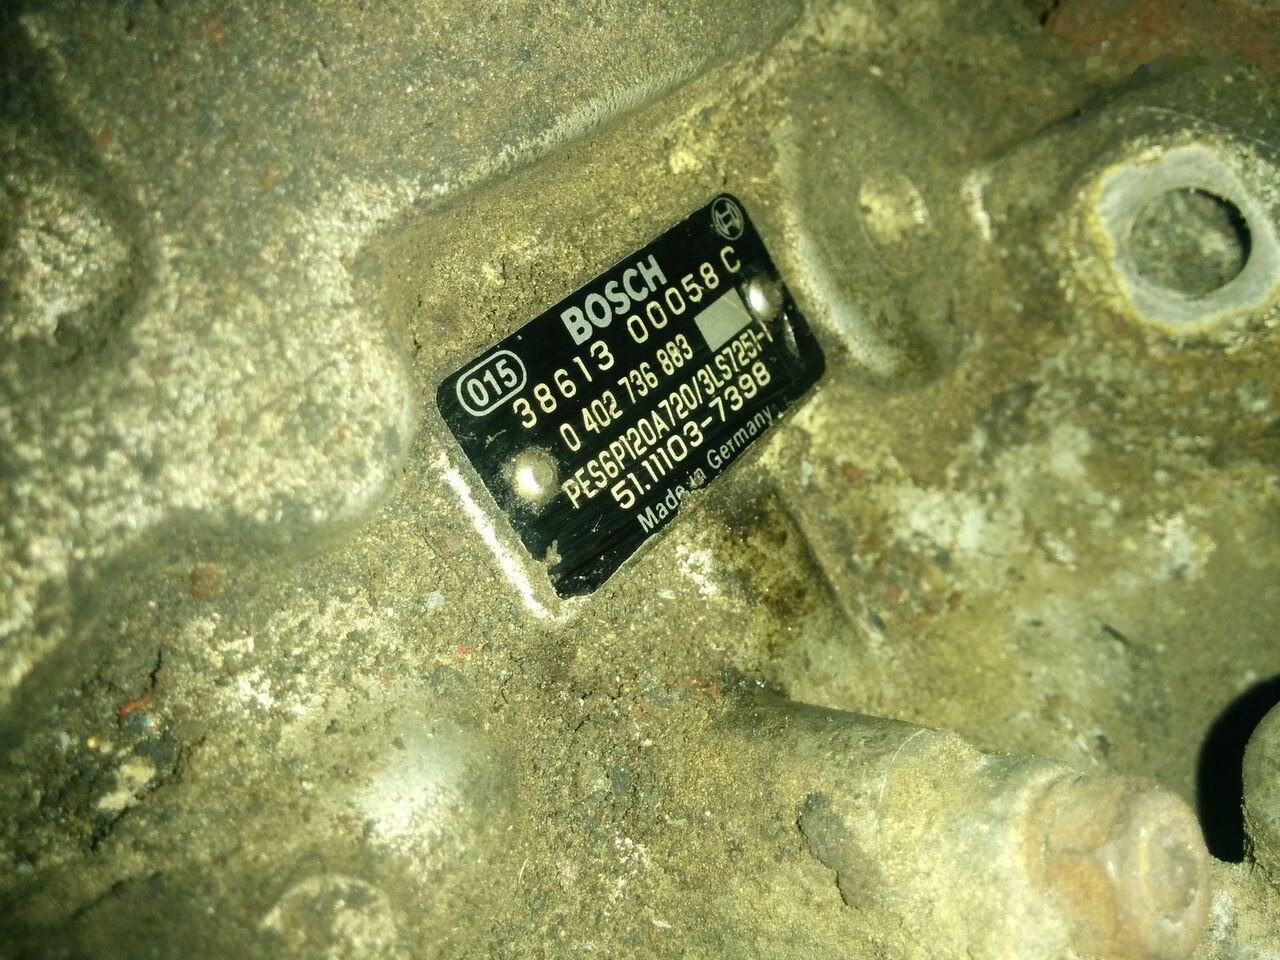 BOSCH
015
38613 00058 C
0 402 736 883
PES6P120A720/3LS7251-1
51.11103-7398
Made in Germany